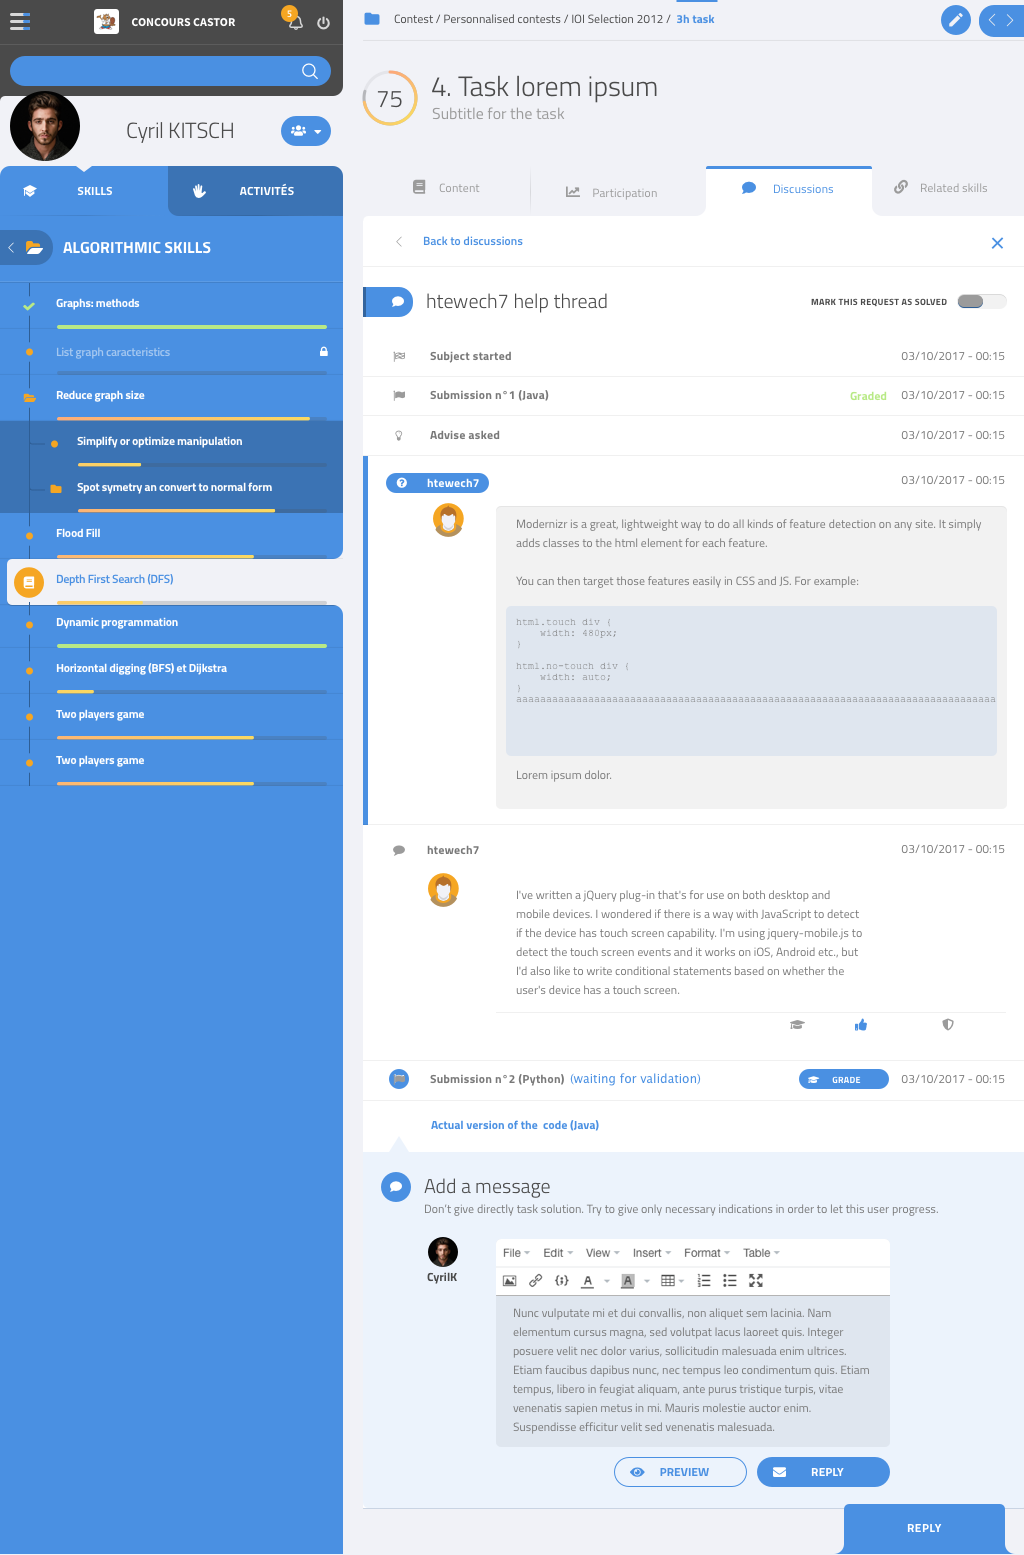 CONCOURS CASTOR
5
Cyril KITSCH
SKILLS
ACTIVITÉS
ALGORITHMIC SKILLS
Graphs: methods
List graph caracteristics
Reduce graph size
Simplify or optimize manipulation
Spot symetry an convert to normal form
Flood Fill
Depth First Search (DFS)
Dynamic programmation
Horizontal digging (BFS) et Dijkstra
Two players game
Two players game
Contest / Personnalised contests / IOI Selection 2012 / 3h task
75
4. Task lorem ipsum
Subtitle for the task
Content
Participation
Discussions
Related skills
Back to discussions
htewech7 help thread
MARK THIS REQUEST AS SOLVED
Subject started 03/10/2017 - 00:15
Submission n°1 (Java) Graded 03/10/2017 - 00:15
Advise asked 03/10/2017 - 00:15
htewech7 03/10/2017 - 00:15
Modernizr is a great, lightweight way to do all kinds of feature detection on any site. It simply
adds classes to the html element for each feature.
You can then target those features easily in CSS and JS. For example:
html.touch div {
width: 480px;
}
html.no-touch div {
width: auto;
}
aaaaaaaaaaaaaaaaaaaaaaaaaaaaaaaaaaaaaaaaaaaaaaaaaaaaaaaaaaaaaaaaaaaaaaaaaaaaaaaa
Lorem ipsum dolor.
htewech7 03/10/2017 - 00:15
I've written a jQuery plug-in that's for use on both desktop and
mobile devices. I wondered if there is a way with JavaScript to detect
if the device has touch screen capability. I'm using jquery-mobile.js to
detect the touch screen events and it works on iOS, Android etc., but
I'd also like to write conditional statements based on whether the
user's device has a touch screen.
Submission n°2 (Python) (waiting for validation) GRADE 03/10/2017 - 00:15
Actual version of the code (Java)
Add a message
Don't give directly task solution. Try to give only necessary indications in order to let this user progress.
CyrilK
File Edit View Insert Format Table
A A
Nunc vulputate mi et dui convallis, non aliquet sem lacinia. Nam
elementum cursus magna, sed volutpat lacus laoreet quis. Integer
posuere velit nec dolor varius, sollicitudin malesuada enim ultrices.
Etiam faucibus dapibus nunc, nec tempus leo condimentum quis. Etiam
tempus, libero in feugiat aliquam, ante purus tristique turpis, vitae
venenatis sapien metus in mi. Mauris molestie auctor enim.
Suspendisse efficitur velit sed venenatis malesuada.
PREVIEW
REPLY
REPLY